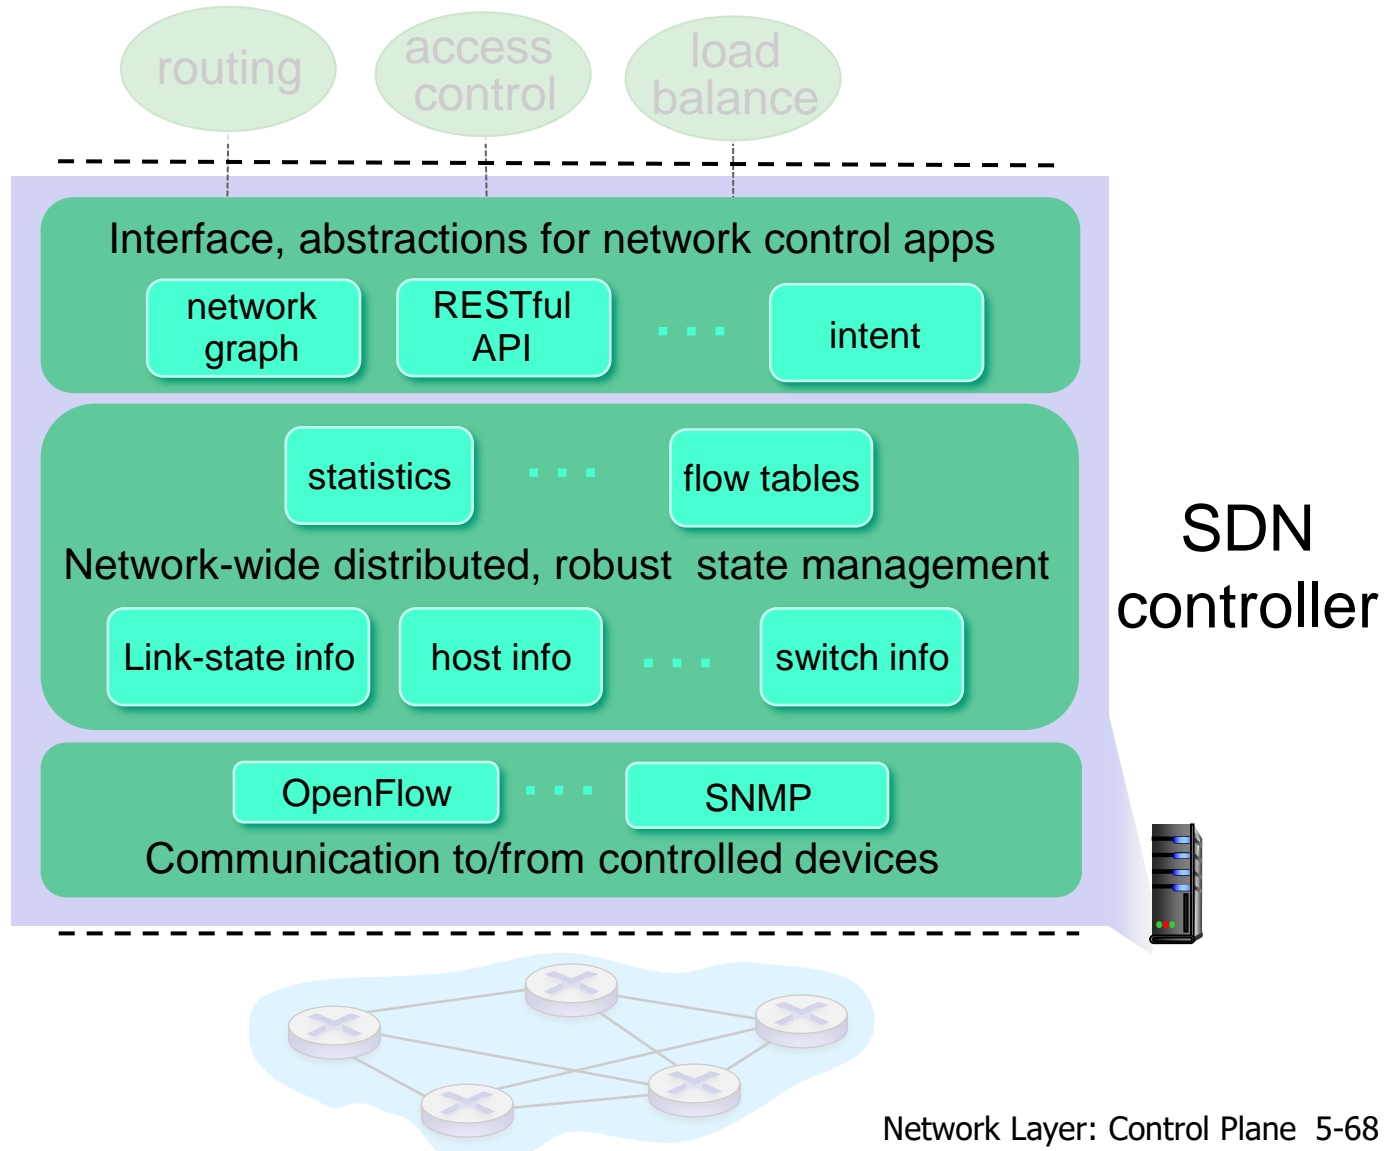 routing
access
control
load
balance
Interface, abstractions for network control apps
network
graph
RESTful
API
. . .
intent
statistics
. . .
flow tables
Network-wide distributed, robust state management
Link-state info
host info
. . .
switch info
OpenFlow
. . .
SNMP
Communication to/from controlled devices
SDN
controller
Network Layer: Control Plane 5-68